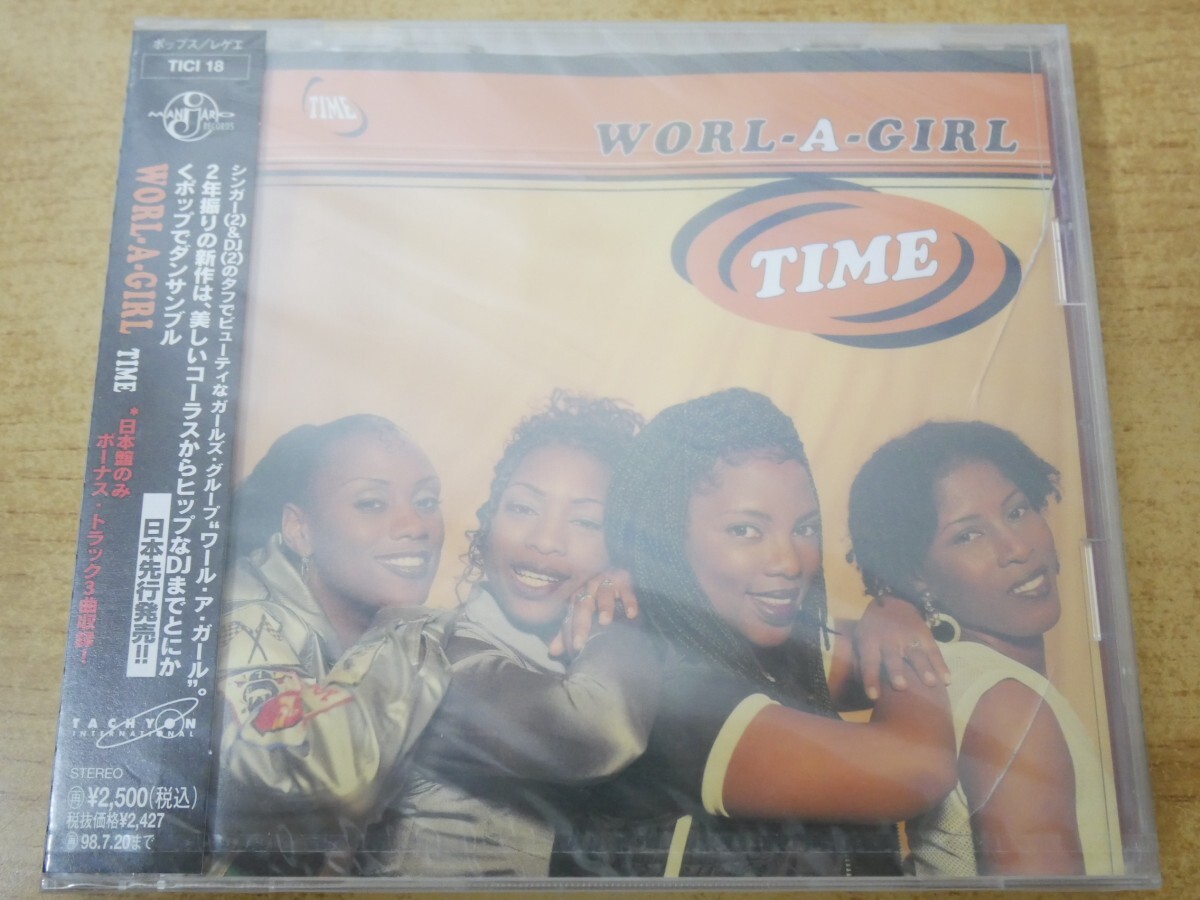 ポップス/レゲエ
TICI 18
MANJARO
RECORDS
シンガー(2)&DJ(2)のタフでビューティなガールズ・グループ“ワール・ア・ガール”。
2年振りの新作は、美しいコーラスからヒップなDJまでとにか
くポップでダンサンブル
WORL-A-GIRL TIME
*日本盤のみ
ボーナス・トラック3曲収録!
日本先行発売!!
TACHYON
INTERNATIONAL
STEREO
再¥2,500(税込)
税抜価格¥2,427
98.7.20まで
TIME
WORL-A-GIRL
TIME